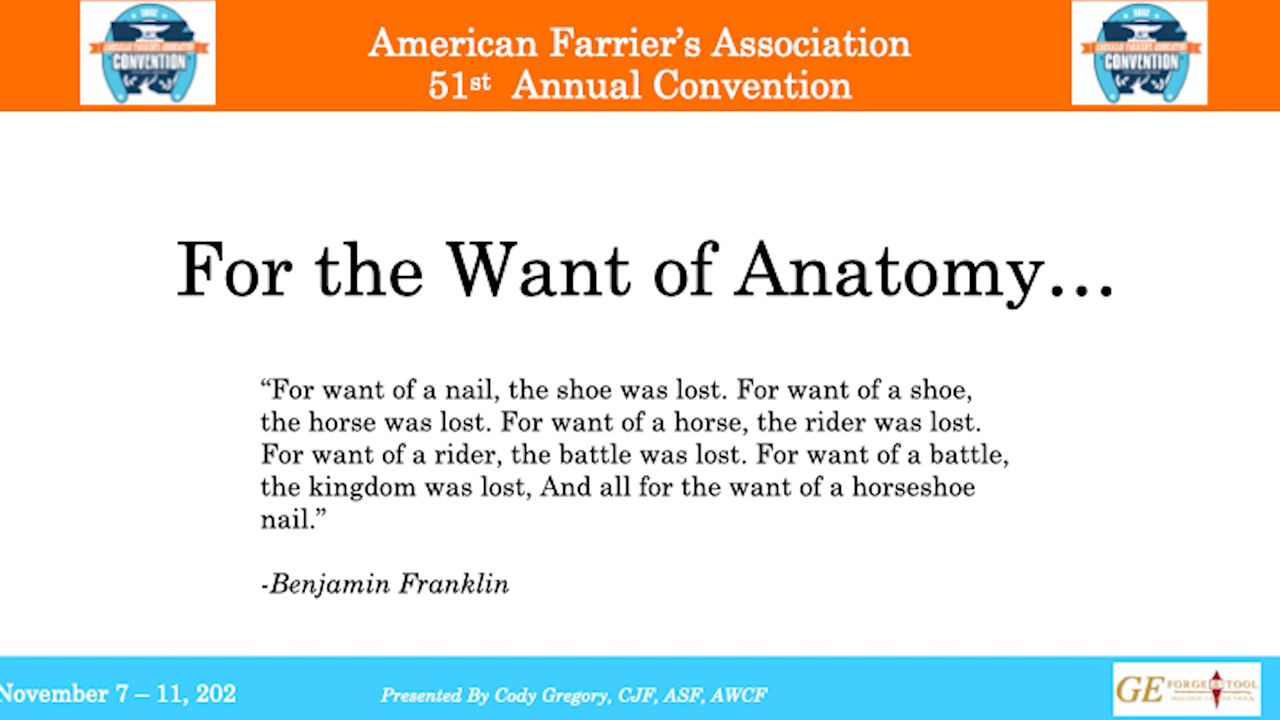 American Farrier's Association
51st Annual Convention
CONVENTION
CONVENTION
For the Want of Anatomy...
“For want of a nail, the shoe was lost. For want of a shoe,
the horse was lost. For want of a horse, the rider was lost.
For want of a rider, the battle was lost. For want of a battle,
the kingdom was lost, And all for the want of a horseshoe
nail.”
-Benjamin Franklin
November 7 – 11, 202
Presented By Cody Gregory, CJF, ASF, AWCF
GE FORGE & TOOL